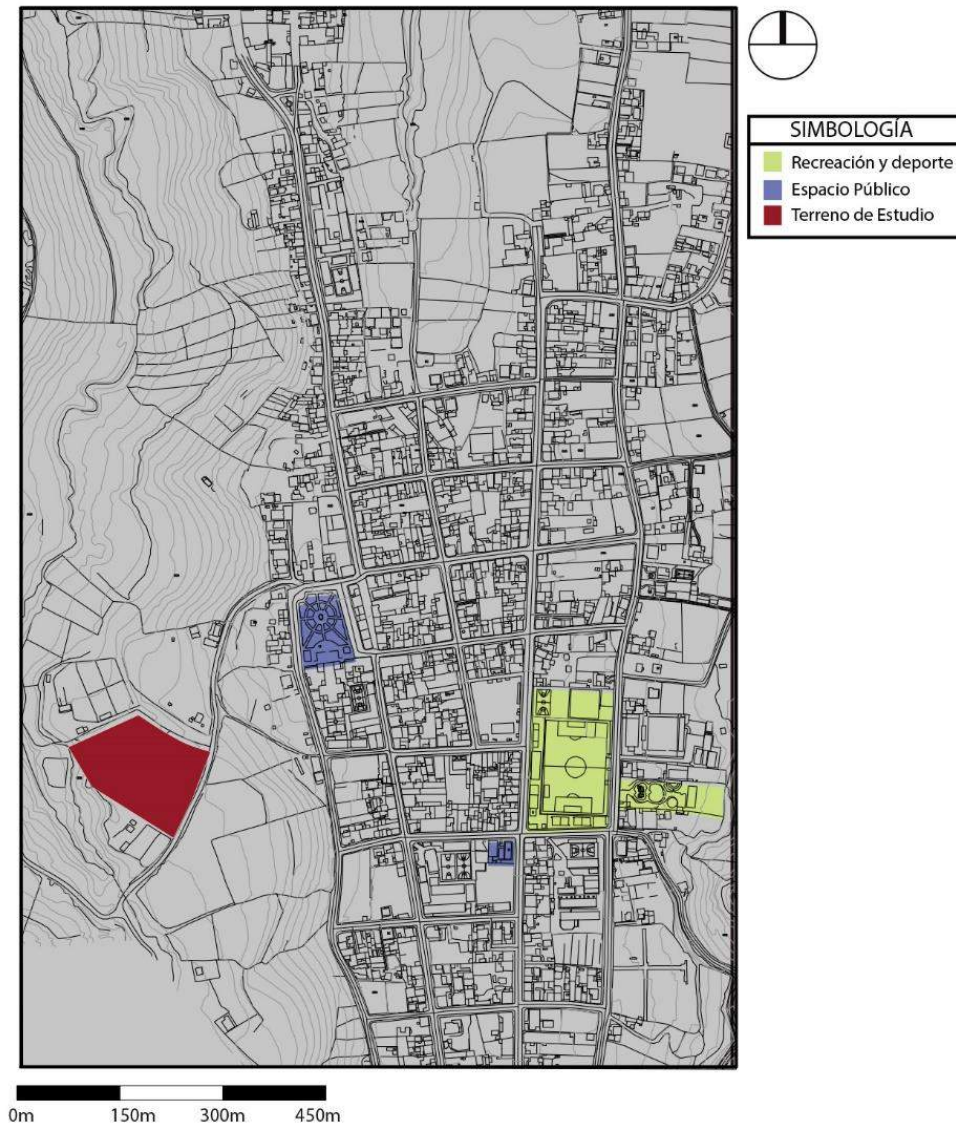 SIMBOLOGÍA
Recreación y deporte
Espacio Público
Terreno de Estudio
0m 150m 300m 450m